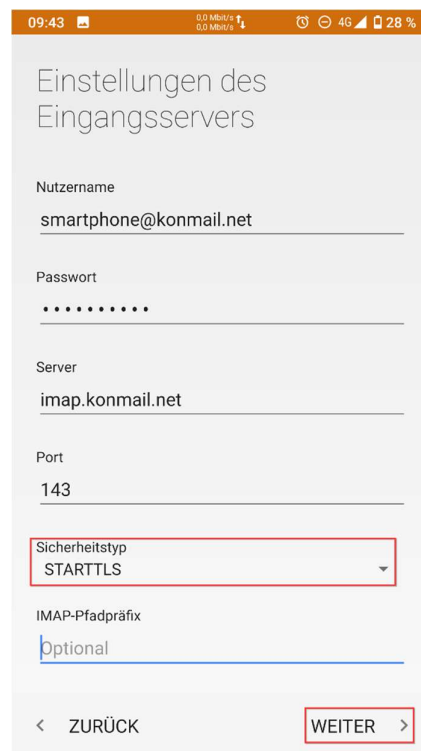 09:43 0,0 Mbit/s 4G 28 %
0,0 Mbit/s
Einstellungen des
Eingangsservers
Nutzername
smartphone@konmail.net
Passwort
••••••••••
Server
imap.konmail.net
Port
143
Sicherheitstyp
STARTTLS
IMAP-Pfadpräfix
Optional
< ZURÜCK WEITER >